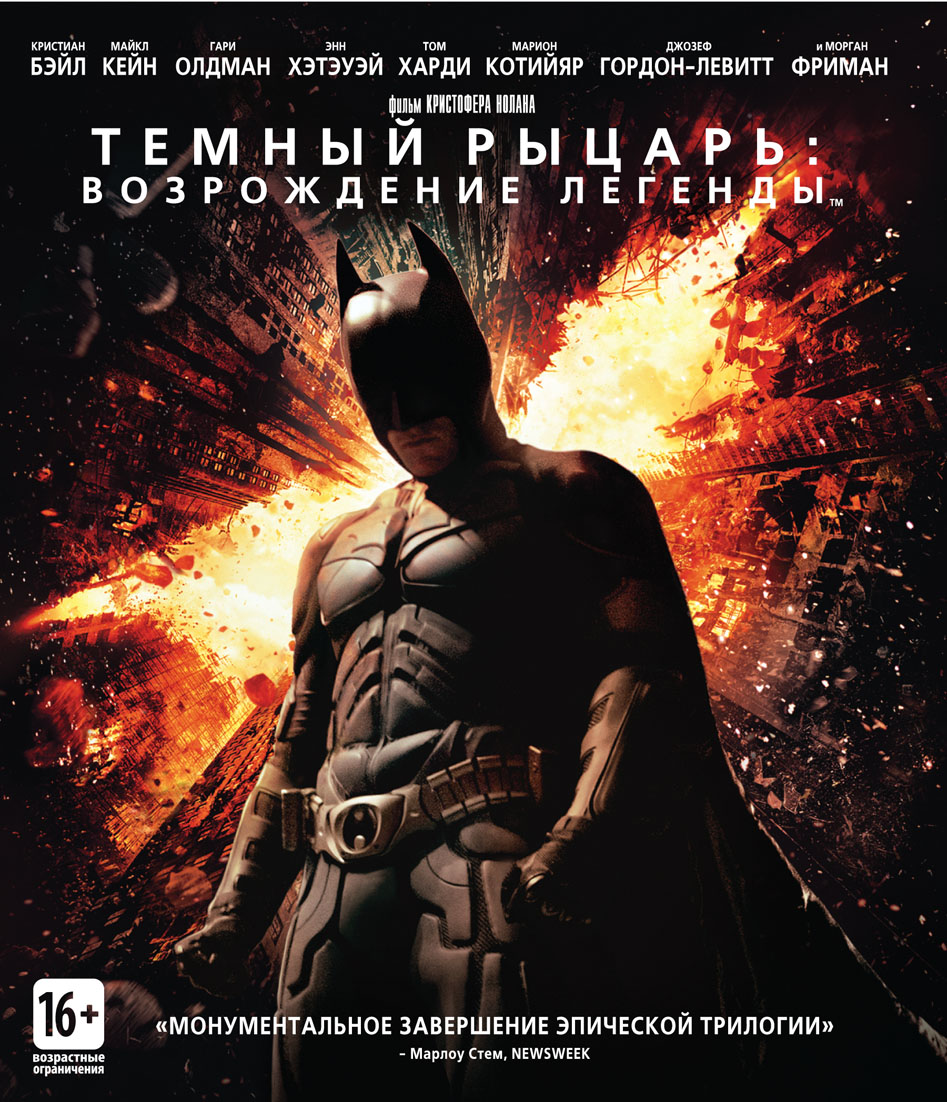 КРИСТИАН МАЙКЛ ГАРИ ЭНН ТОМ МАРИОН ДЖОЗЕФ И МОРГАН
БЭЙЛ КЕЙН ОЛДМАН ХЭТЭУЭЙ ХАРДИ КОТИЙЯР ГОРДОН-ЛЕВИТТ ФРИМАН
фильм КРИСТОФЕРА НОЛАНА
ТЕМНЫЙ РЫЦАРЬ:
ВОЗРОЖДЕНИЕ ЛЕГЕНДЫ™
16+
возрастные
ограничения
«МОНУМЕНТАЛЬНОЕ ЗАВЕРШЕНИЕ ЭПИЧЕСКОЙ ТРИЛОГИИ»
– Марлоу Стем, NEWSWEEK